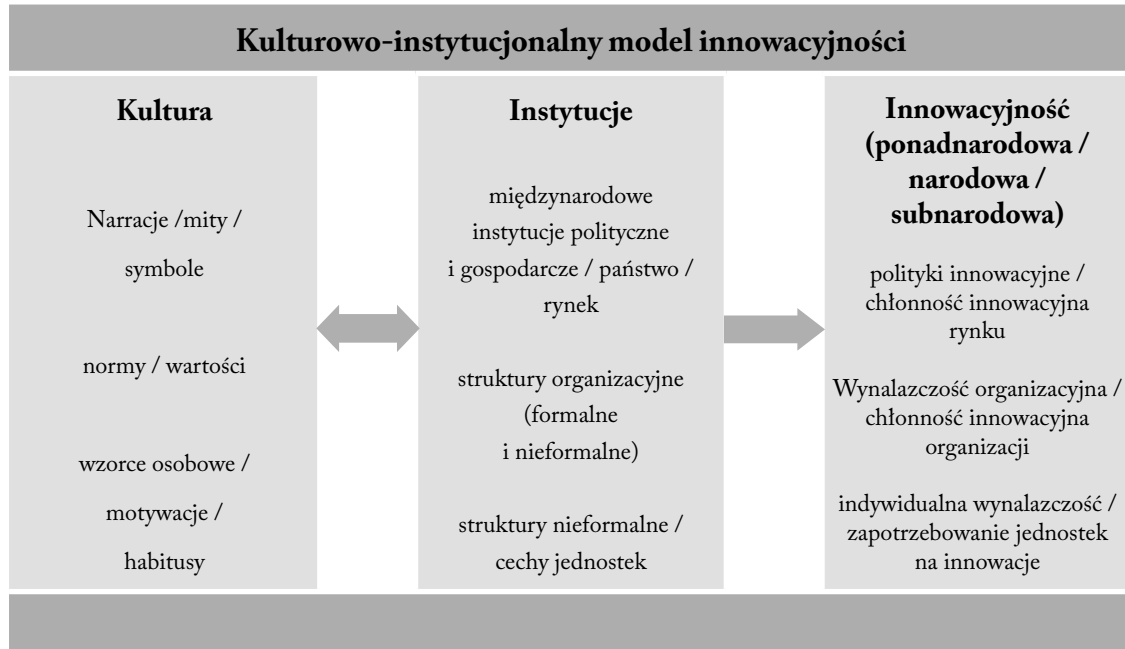 Kulturowo-instytucjonalny model innowacyjności
Kultura
Narracje /mity /
symbole
normy / wartości
wzorce osobowe /
motywacje /
habitusy
Instytucje
międzynarodowe
instytucje polityczne
i gospodarcze / państwo /
rynek
struktury organizacyjne
(formalne
i nieformalne)
struktury nieformalne /
cechy jednostek
Innowacyjność
(ponadnarodowa /
narodowa /
subnarodowa)
polityki innowacyjne /
chłonność innowacyjna
rynku
Wynalazczość organizacyjna /
chłonność innowacyjna
organizacji
indywidualna wynalazczość /
zapotrzebowanie jednostek
na innowacje